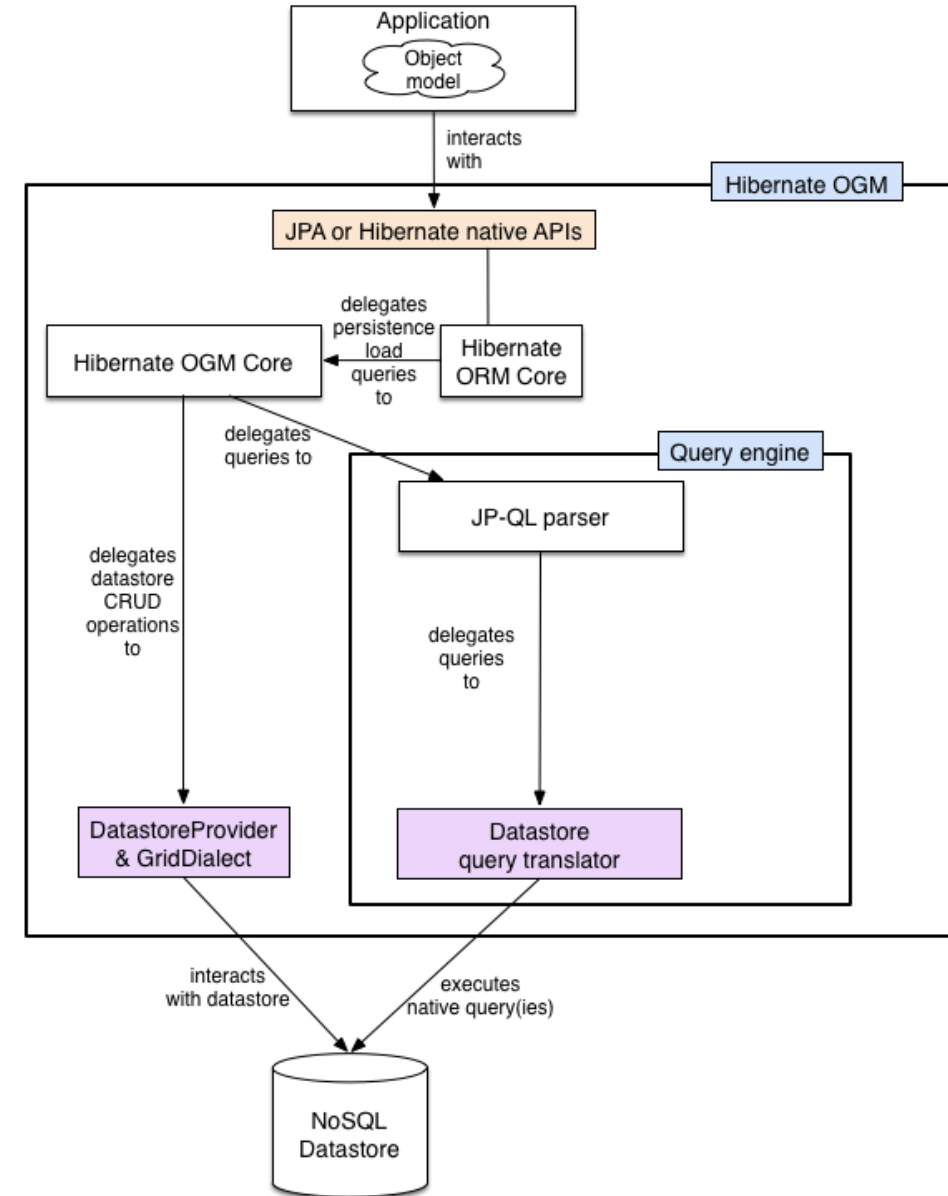 Application
Object
model
interacts
with
Hibernate OGM
JPA or Hibernate native APIs
delegates
persistence
load
queries
to
Hibernate OGM Core
Hibernate
ORM Core
delegates
queries to
Query engine
JP-QL parser
delegates
datastore
CRUD
operations
to
delegates
queries
to
DatastoreProvider
& GridDialect
Datastore
query translator
interacts
with datastore
executes
native query(ies)
NoSQL
Datastore